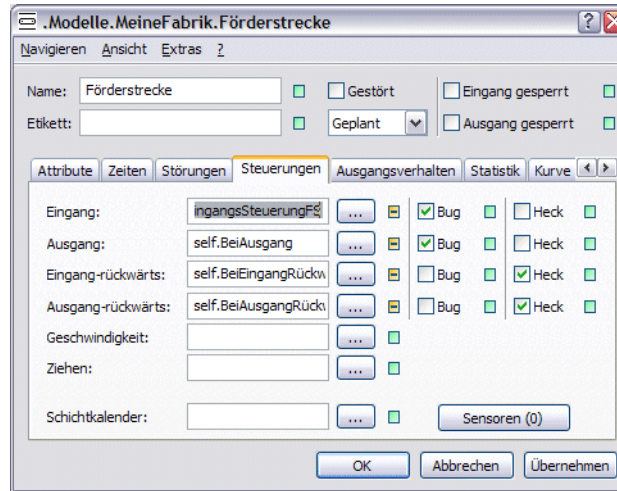 .Modelle.MeineFabrik.Förderstrecke
Navigieren Ansicht Extras ?
Name: Förderstrecke Gestört Eingang gesperrt
Etikett: Geplant Ausgang gesperrt
Attribute Zeiten Störungen Steuerungen Ausgangsverhalten Statistik Kurve
Eingang: ingangsSteuerungFS ... Bug Heck
Ausgang: self.BeiAusgang ... Bug Heck
Eingang-rückwärts: self.BeiEingangRückw ... Bug Heck
Ausgang-rückwärts: self.BeiAusgangRückw ... Bug Heck
Geschwindigkeit: ...
Ziehen: ...
Schichtkalender: ... Sensoren (0)
OK Abbrechen Übernehmen